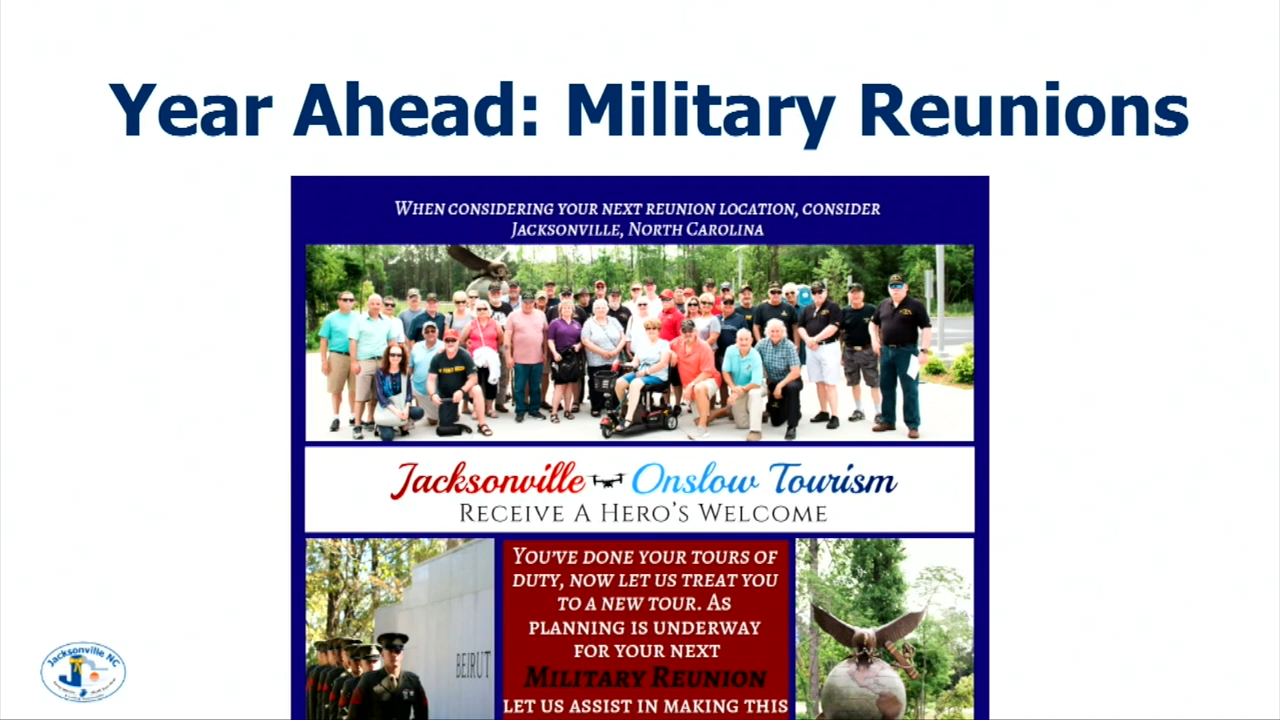 Year Ahead: Military Reunions
When considering your next reunion location, consider
Jacksonville, North Carolina
Jacksonville Onslow Tourism
Receive A Hero's Welcome
BEIRUT
You've done your tours of
duty, now let us treat you
to a new tour. As
planning is underway
for your next
Military Reunion
let us assist in making this
Jacksonville NC